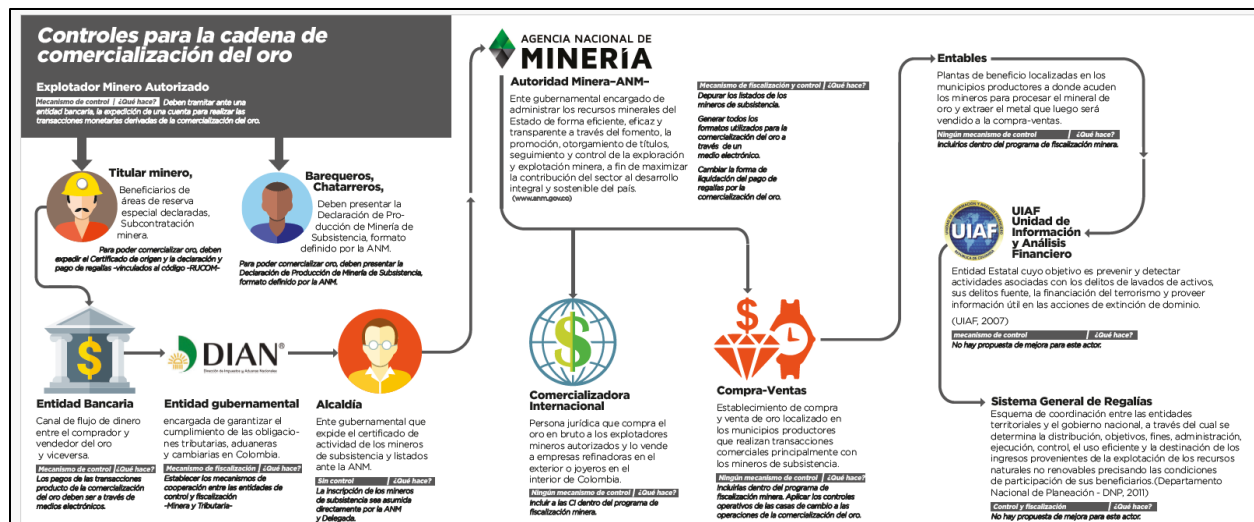 Controles para la cadena de
comercialización del oro
Explotador Minero Autorizado
Mecanismo de control | ¿Qué hace? Deben tramitar ante una
entidad bancaria, la expedición de una cuenta para realizar las
transacciones monetarias derivadas de la comercialización del oro.
Titular minero,
Beneficiarios de
áreas de reserva
especial declaradas,
Subcontratación
minera.
Para poder comercializar oro, deben
expedir el Certificado de origen y la declaración y
pago de regalías -vinculados al código -RUCOM-
Barequeros,
Chatarreros,
Deben presentar la
Declaración de Pro-
ducción de Minería de
Subsistencia, formato
definido por la ANM.
Para poder comercializar oro, deben presentar la
Declaración de Producción de Minería de Subsistencia,
formato definido por la ANM.
Entidad Bancaria
Canal de flujo de dinero
entre el comprador y
vendedor del oro
y viceversa.
Mecanismo de control | ¿Qué hace?
Los pagos de las transacciones
producto de la comercialización
del oro deben ser a través de
medios electrónicos.
DIAN®
Dirección de Impuestos y Aduanas Nacionales
Entidad gubernamental
encargada de garantizar el
cumplimiento de las obligacio-
nes tributarias, aduaneras
y cambiarias en Colombia.
Mecanismo de fiscalización | ¿Qué hace?
Establecer los mecanismos de
cooperación entre las entidades de
control y fiscalización
-Minera y Tributaria-
Alcaldía
Ente gubernamental que
expide el certificado de
actividad de los mineros
de subsistencia y listados
ante la ANM.
Sin control | ¿Qué hace?
La inscripción de los mineros
de subsistencia sea asumida
directamente por la ANM
y Delegada.
AGENCIA NACIONAL DE
MINERÍA
Autoridad Minera–ANM–
Ente gubernamental encargado de
administrar los recursos minerales del
Estado de forma eficiente, eficaz y
transparente a través del fomento, la
promoción, otorgamiento de títulos,
seguimiento y control de la exploración
y explotación minera, a fin de maximizar
la contribución del sector al desarrollo
integral y sostenible del país.
(www.anm.gov.co)
Mecanismo de fiscalización y control | ¿Qué hace?
Depurar los listados de los
mineros de subsistencia.
Generar todos los
formatos utilizados para la
comercialización del oro a
través de un
medio electrónico.
Cambiar la forma de
liquidación del pago de
regalías por la
comercialización del oro.
Comercializadora
Internacional
Persona jurídica que compra el
oro en bruto a los explotadores
mineros autorizados y lo vende
a empresas refinadoras en el
exterior o joyeros en el
interior de Colombia.
Ningún mecanismo de control | ¿Qué hace?
Incluir a las CI dentro del programa de
fiscalización minera.
Compra-Ventas
Establecimiento de compra
y venta de oro localizado en
los municipios productores
que realizan transacciones
comerciales principalmente con
los mineros de subsistencia.
Ningún mecanismo de control | ¿Qué hace?
Incluirlas dentro del programa de
fiscalización minera. Aplicar los controles
operativos de las casas de cambio a las
operaciones de la comercialización del oro.
Entables
Plantas de beneficio localizadas en los
municipios productores a donde acuden
los mineros para procesar el mineral de
oro y extraer el metal que luego será
vendido a la compra-ventas.
Ningún mecanismo de control | ¿Qué hace?
Incluirlos dentro del programa de fiscalización minera.
UIAF
UIAF
Unidad de
Información
y Análisis
Financiero
Entidad Estatal cuyo objetivo es prevenir y detectar
actividades asociadas con los delitos de lavados de activos,
sus delitos fuente, la financiación del terrorismo y proveer
información útil en las acciones de extinción de dominio.
(UIAF, 2007)
mecanismo de control | ¿Qué hace?
No hay propuesta de mejora para este actor.
Sistema General de Regalías
Esquema de coordinación entre las entidades
territoriales y el gobierno nacional, a través del cual se
determina la distribución, objetivos, fines, administración,
ejecución, control, el uso eficiente y la destinación de los
ingresos provenientes de la explotación de los recursos
naturales no renovables precisando las condiciones
de participación de sus beneficiarios.(Departamento
Nacional de Planeación - DNP, 2011)
Control y fiscalización | ¿Qué hace?
No hay propuesta de mejora para este actor.